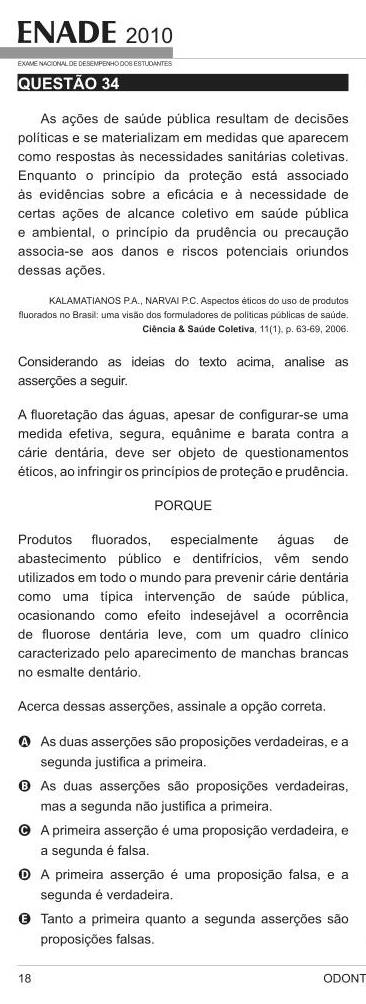 ENADE 2010
EXAME NACIONAL DE DESEMPENHO DOS ESTUDANTES
QUESTÃO 34
As ações de saúde pública resultam de decisões
políticas e se materializam em medidas que aparecem
como respostas às necessidades sanitárias coletivas.
Enquanto o princípio da proteção está associado
às evidências sobre a eficácia e à necessidade de
certas ações de alcance coletivo em saúde pública
e ambiental, o princípio da prudência ou precaução
associa-se aos danos e riscos potenciais oriundos
dessas ações.
KALAMATIANOS P.A., NARVAI P.C. Aspectos éticos do uso de produtos
fluorados no Brasil: uma visão dos formuladores de políticas públicas de saúde.
Ciência & Saúde Coletiva, 11(1), p. 63-69, 2006.
Considerando as ideias do texto acima, analise as
asserções a seguir.
A fluoretação das águas, apesar de configurar-se uma
medida efetiva, segura, equânime e barata contra a
cárie dentária, deve ser objeto de questionamentos
éticos, ao infringir os princípios de proteção e prudência.
PORQUE
Produtos fluorados, especialmente águas de
abastecimento público e dentifrícios, vêm sendo
utilizados em todo o mundo para prevenir cárie dentária
como uma típica intervenção de saúde pública,
ocasionando como efeito indesejável a ocorrência
de fluorose dentária leve, com um quadro clínico
caracterizado pelo aparecimento de manchas brancas
no esmalte dentário.
Acerca dessas asserções, assinale a opção correta.
A As duas asserções são proposições verdadeiras, e a
segunda justifica a primeira.
B As duas asserções são proposições verdadeiras,
mas a segunda não justifica a primeira.
C A primeira asserção é uma proposição verdadeira, e
a segunda é falsa.
D A primeira asserção é uma proposição falsa, e a
segunda é verdadeira.
E Tanto a primeira quanto a segunda asserções são
proposições falsas.
18 ODONT